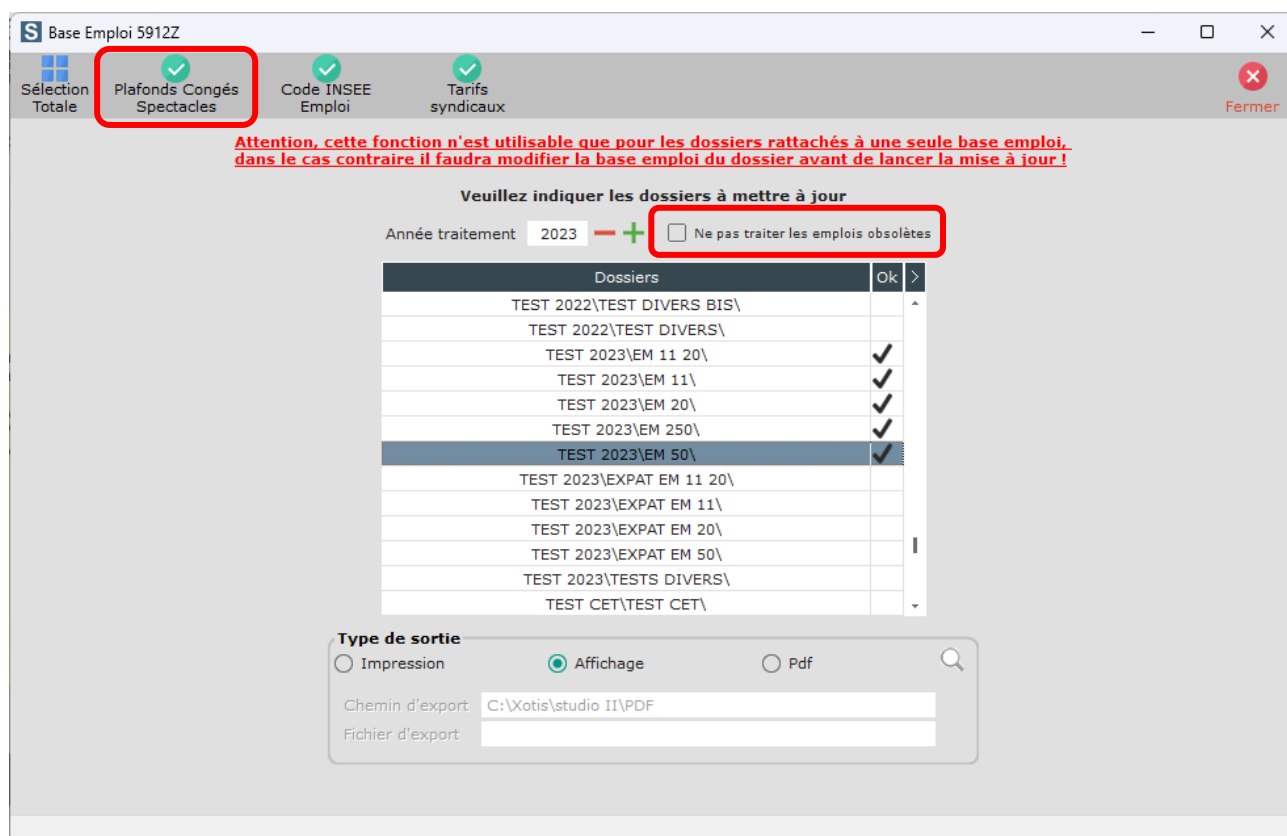 S Base Emploi 5912Z
Sélection
Totale
Plafonds Congés
Spectacles
Code INSEE
Emploi
Tarifs
syndicaux
Fermer
Attention, cette fonction n'est utilisable que pour les dossiers rattachés à une seule base emploi,
dans le cas contraire il faudra modifier la base emploi du dossier avant de lancer la mise à jour !
Veuillez indiquer les dossiers à mettre à jour
Année traitement 2023 Ne pas traiter les emplois obsolètes
Dossiers Ok >
TEST 2022\TEST DIVERS BIS\
TEST 2022\TEST DIVERS\
TEST 2023\EM 11 20\
TEST 2023\EM 11\
TEST 2023\EM 20\
TEST 2023\EM 250\
TEST 2023\EM 50\
TEST 2023\EXPAT EM 11 20\
TEST 2023\EXPAT EM 11\
TEST 2023\EXPAT EM 20\
TEST 2023\EXPAT EM 50\
TEST 2023\TESTS DIVERS\
TEST CET\TEST CET\
Type de sortie
Impression Affichage Pdf
Chemin d'export C:\Xotis\studio II\PDF
Fichier d'export